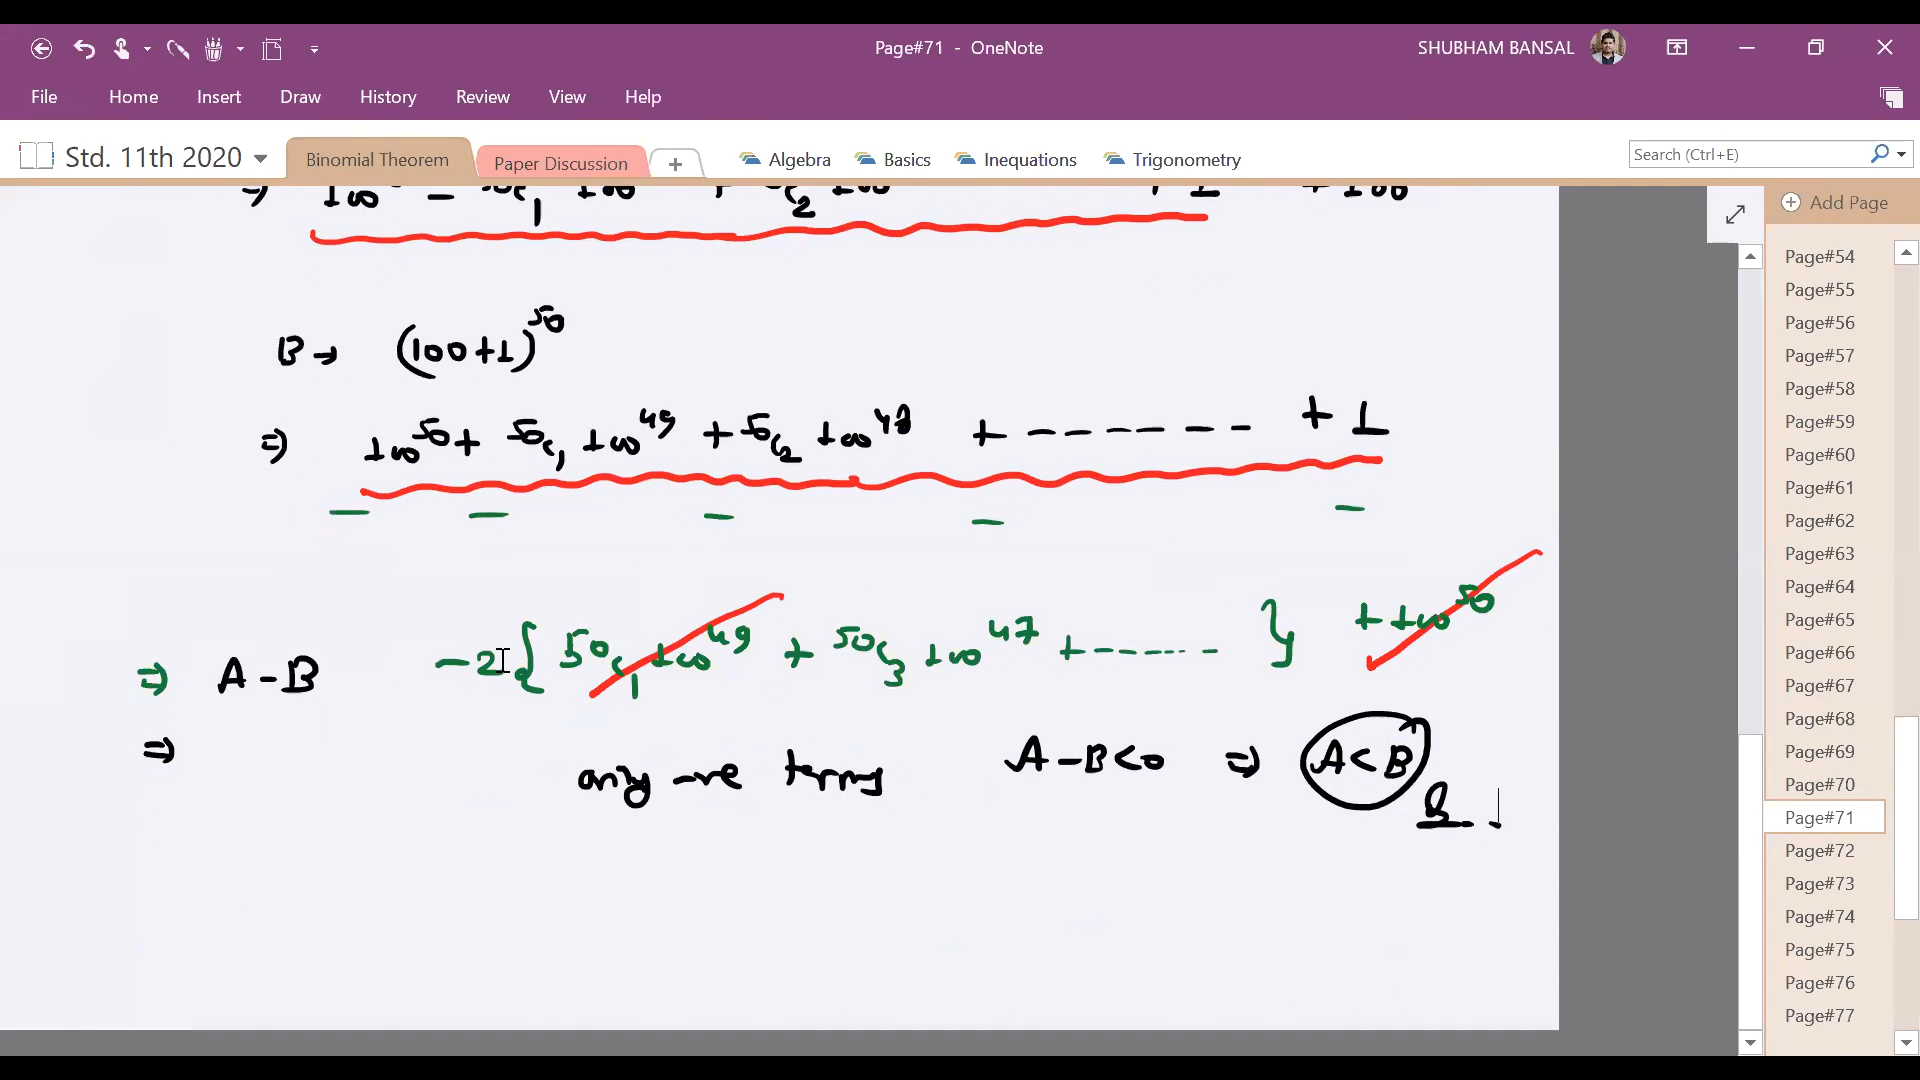 Page#71 - OneNote
SHUBHAM BANSAL
File Home Insert Draw History Review View Help
Std. 11th 2020
Binomial Theorem
Paper Discussion
Algebra
Basics
Inequations
Trigonometry
Search (Ctrl+E)
Add Page
Page#54
Page#55
Page#56
Page#57
Page#58
Page#59
Page#60
Page#61
Page#62
Page#63
Page#64
Page#65
Page#66
Page#67
Page#68
Page#69
Page#70
Page#71
Page#72
Page#73
Page#74
Page#75
Page#76
Page#77
B → (100+1)^50
⇒ 100^50 + 50C1 100^49 + 50C2 100^48 + ------- + 1
⇒ A-B -2{ 50C1 100^49 + 50C3 100^47 + ------ } + 100^50
⇒ only -ve terms A-B<0 ⇒ A<B